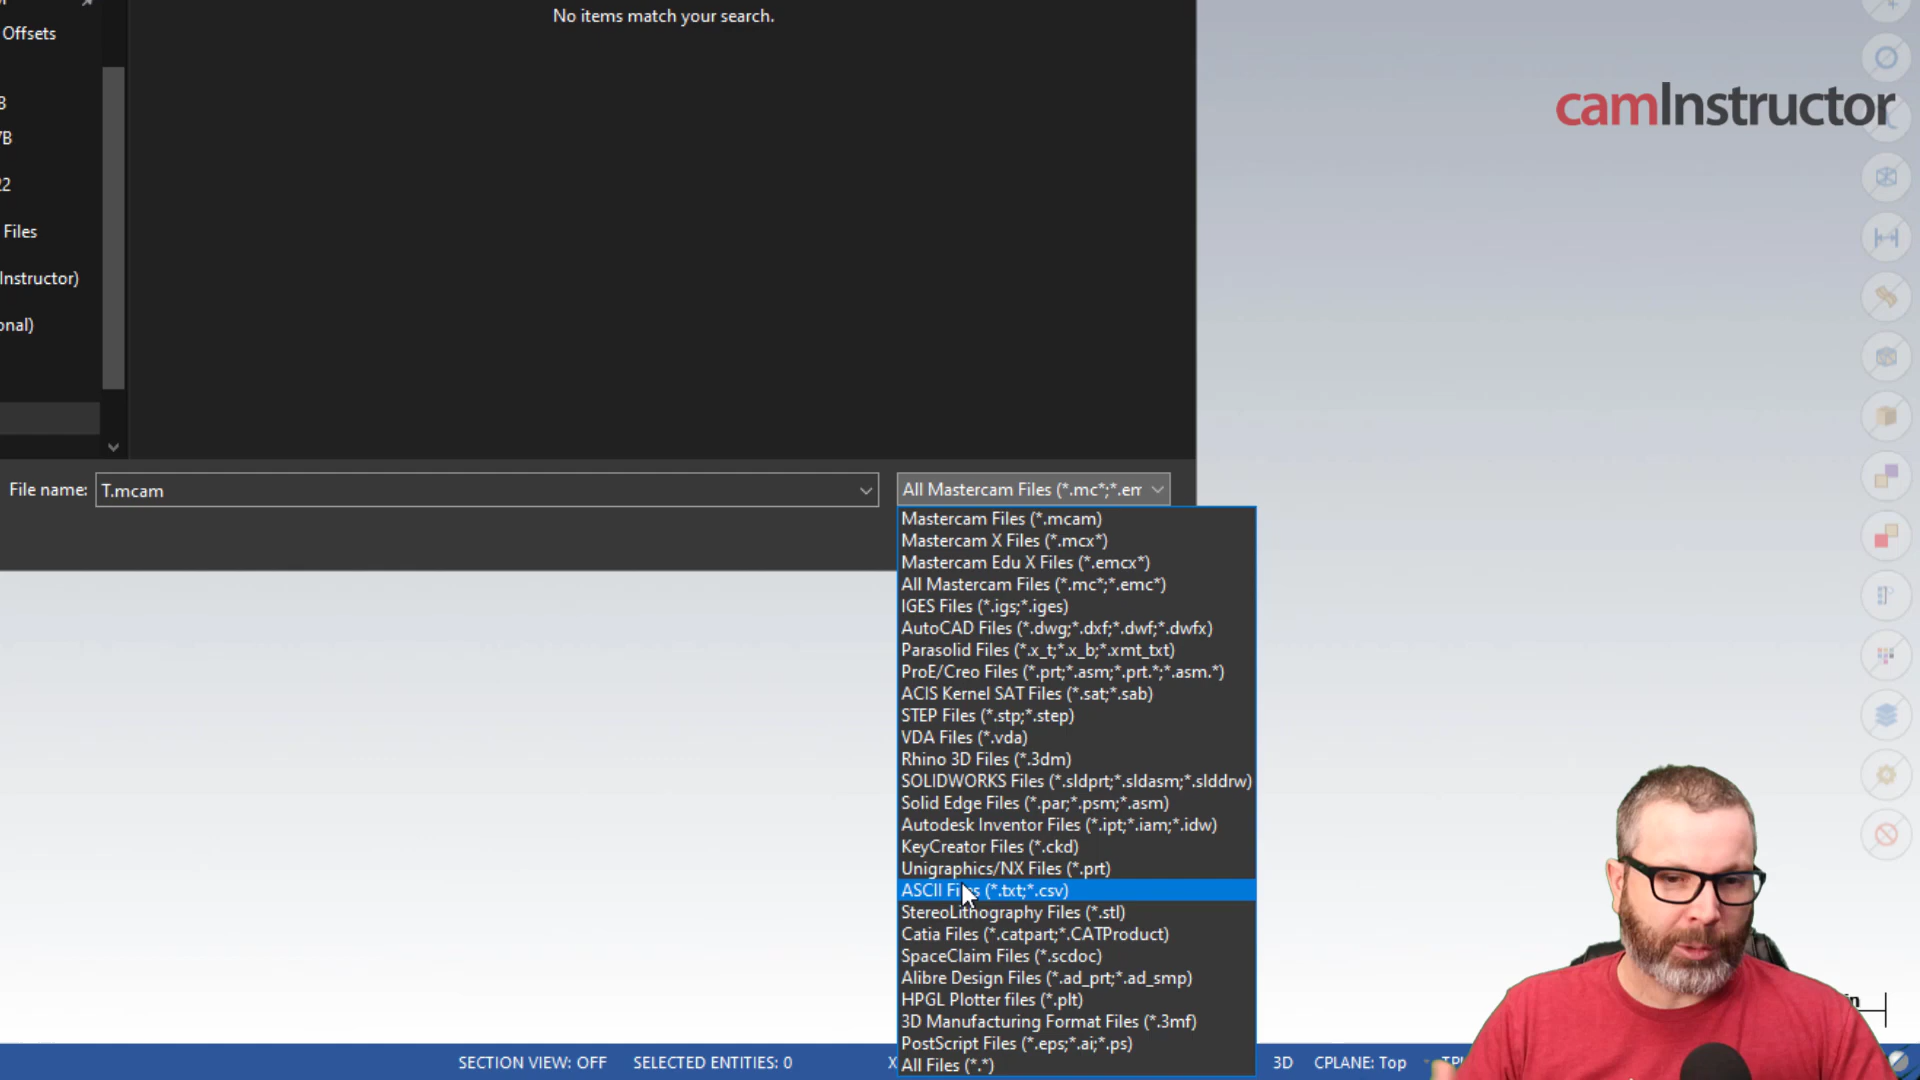 No items match your search.
Offsets
camInstructor
8
7B
22
Files
Instructor)
onal)
File name:
T.mcam
All Mastercam Files (*.mc*;*.em
Mastercam Files (*.mcam)
Mastercam X Files (*.mcx*)
Mastercam Edu X Files (*.emcx*)
All Mastercam Files (*.mc*;*.emc*)
IGES Files (*.igs;*.iges)
AutoCAD Files (*.dwg;*.dxf;*.dwf;*.dwfx)
Parasolid Files (*.x_t;*.x_b;*.xmt_txt)
ProE/Creo Files (*.prt;*.asm;*.prt.*;*.asm.*)
ACIS Kernel SAT Files (*.sat;*.sab)
STEP Files (*.stp;*.step)
VDA Files (*.vda)
Rhino 3D Files (*.3dm)
SOLIDWORKS Files (*.sldprt;*.sldasm;*.slddrw)
Solid Edge Files (*.par;*.psm;*.asm)
Autodesk Inventor Files (*.ipt;*.iam;*.idw)
KeyCreator Files (*.ckd)
Unigraphics/NX Files (*.prt)
ASCII Files (*.txt;*.csv)
StereoLithography Files (*.stl)
Catia Files (*.catpart;*.CATProduct)
SpaceClaim Files (*.scdoc)
Alibre Design Files (*.ad_prt;*.ad_smp)
HPGL Plotter files (*.plt)
3D Manufacturing Format Files (*.3mf)
PostScript Files (*.eps;*.ai;*.ps)
All Files (*.*)
SECTION VIEW: OFF SELECTED ENTITIES: 0 X 3D CPLANE: Top